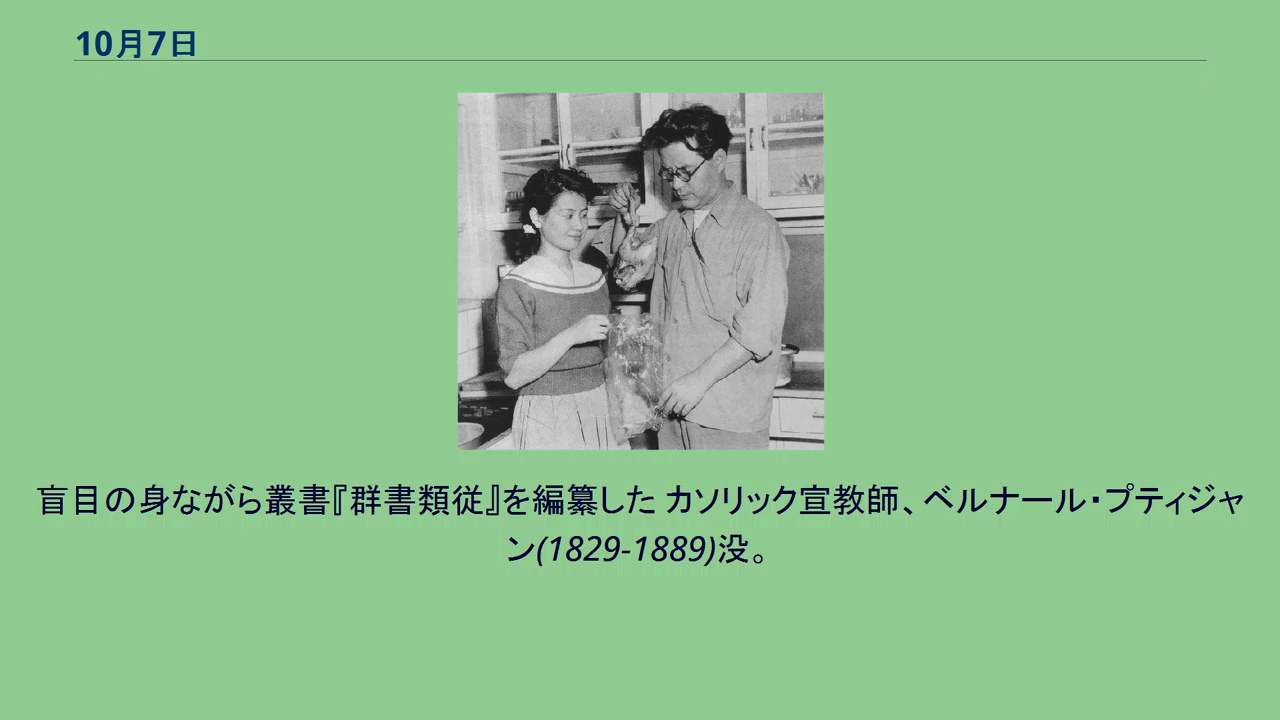 10月7日
盲目の身ながら叢書『群書類従』を編纂した カソリック宣教師、ベルナール・プティジャ
ン(1829-1889)没。